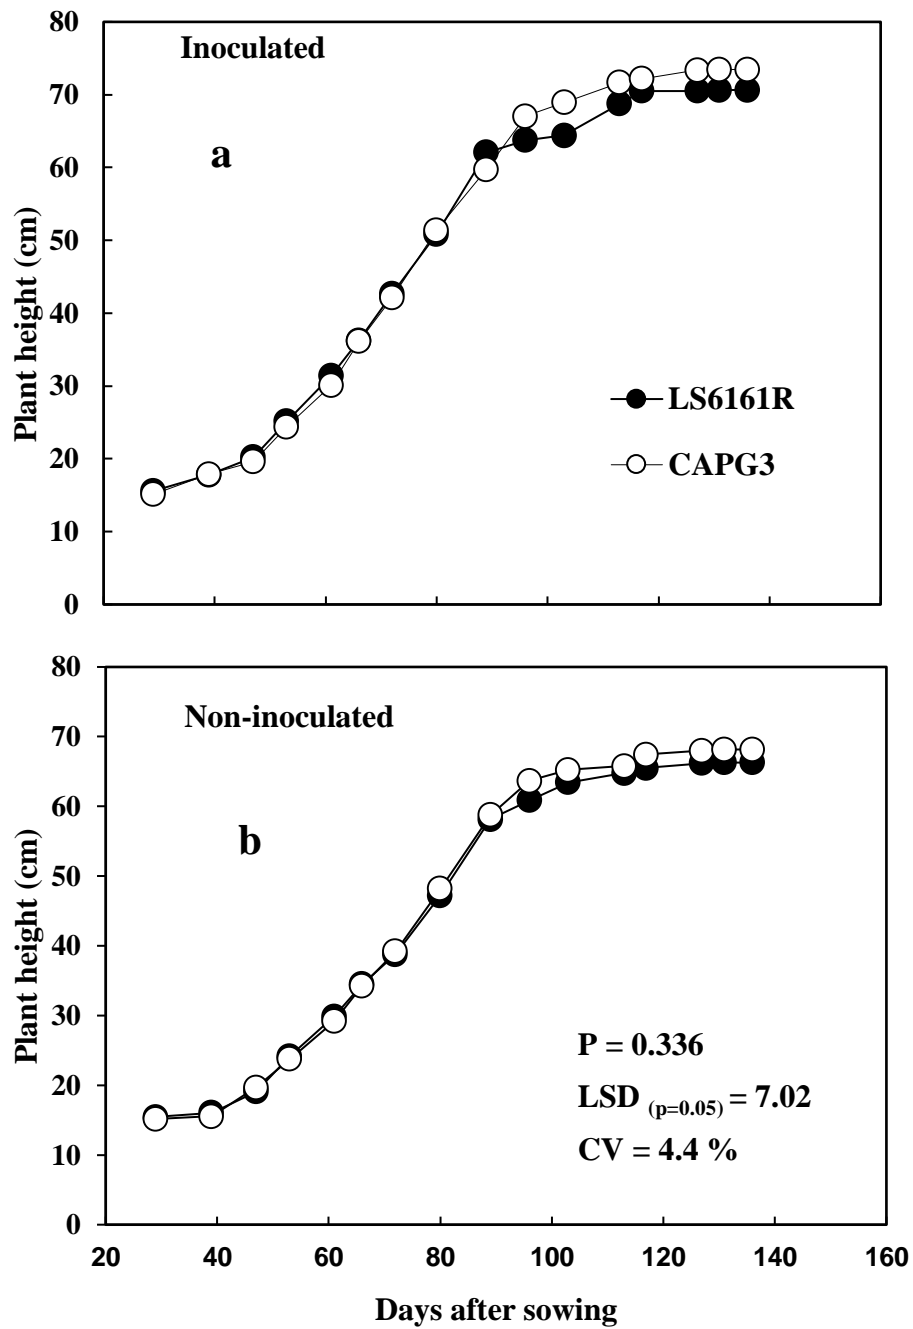 80
Inoculated
70
a
60
50
40
30
20
10
0
Plant height (cm)
LS6161R
CAPG3
80
Non-inoculated
70
60
b
50
40
30
20
10
0
Plant height (cm)
P = 0.336
LSD (p=0.05) = 7.02
CV = 4.4 %
20 40 60 80 100 120 140 160
Days after sowing